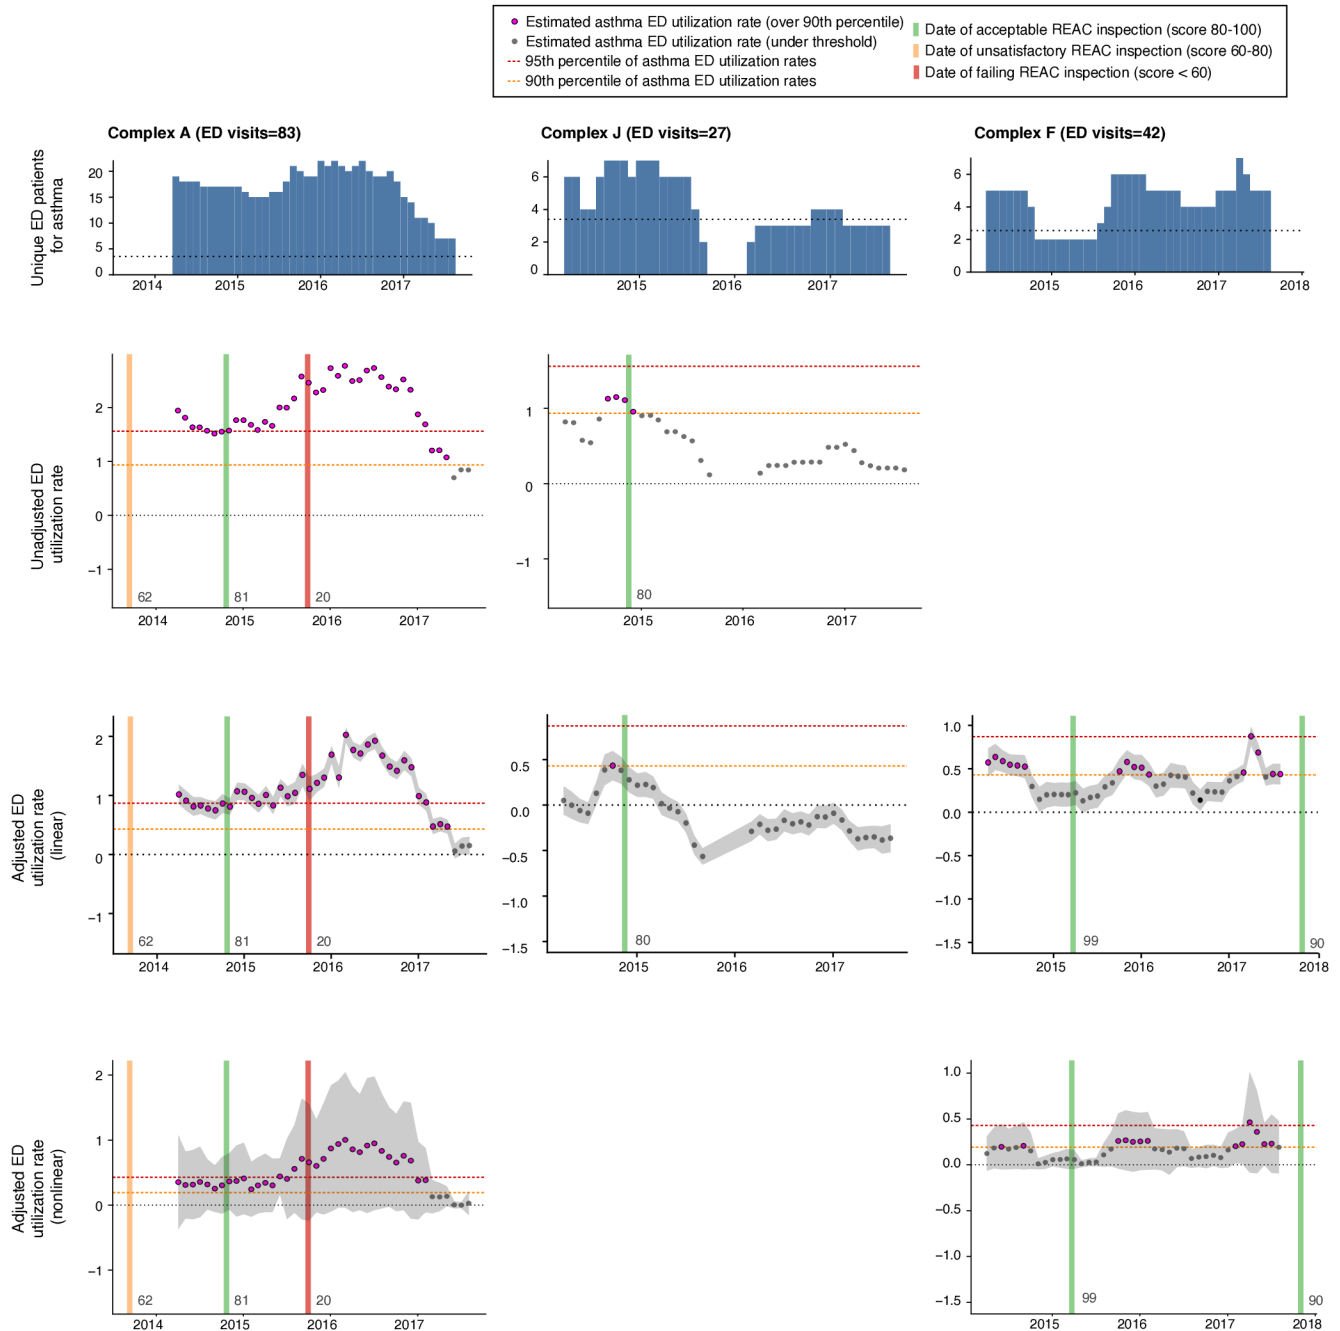 Estimated asthma ED utilization rate (over 90th percentile)
Estimated asthma ED utilization rate (under threshold)
95th percentile of asthma ED utilization rates
90th percentile of asthma ED utilization rates
Date of acceptable REAC inspection (score 80-100)
Date of unsatisfactory REAC inspection (score 60-80)
Date of failing REAC inspection (score < 60)
Complex A (ED visits=83)
Complex J (ED visits=27)
Complex F (ED visits=42)
Unique ED patients
for asthma
20
15
10
5
0
2014 2015 2016 2017
6
4
2
0
2015 2016 2017
6
4
2
0
2015 2016 2017 2018
Unadjusted ED
utilization rate
2
1
0
−1
62 81 20
2014 2015 2016 2017
1
0
−1
80
2015 2016 2017
Adjusted ED
utilization rate
(linear)
2
1
0
−1
62 81 20
2014 2015 2016 2017
0.5
0.0
−0.5
−1.0
−1.5
80
2015 2016 2017
1.0
0.5
0.0
−0.5
−1.0
−1.5
99 90
2015 2016 2017 2018
Adjusted ED
utilization rate
(nonlinear)
2
1
0
−1
62 81 20
2014 2015 2016 2017
1.0
0.5
0.0
−0.5
−1.0
−1.5
99 90
2015 2016 2017 2018